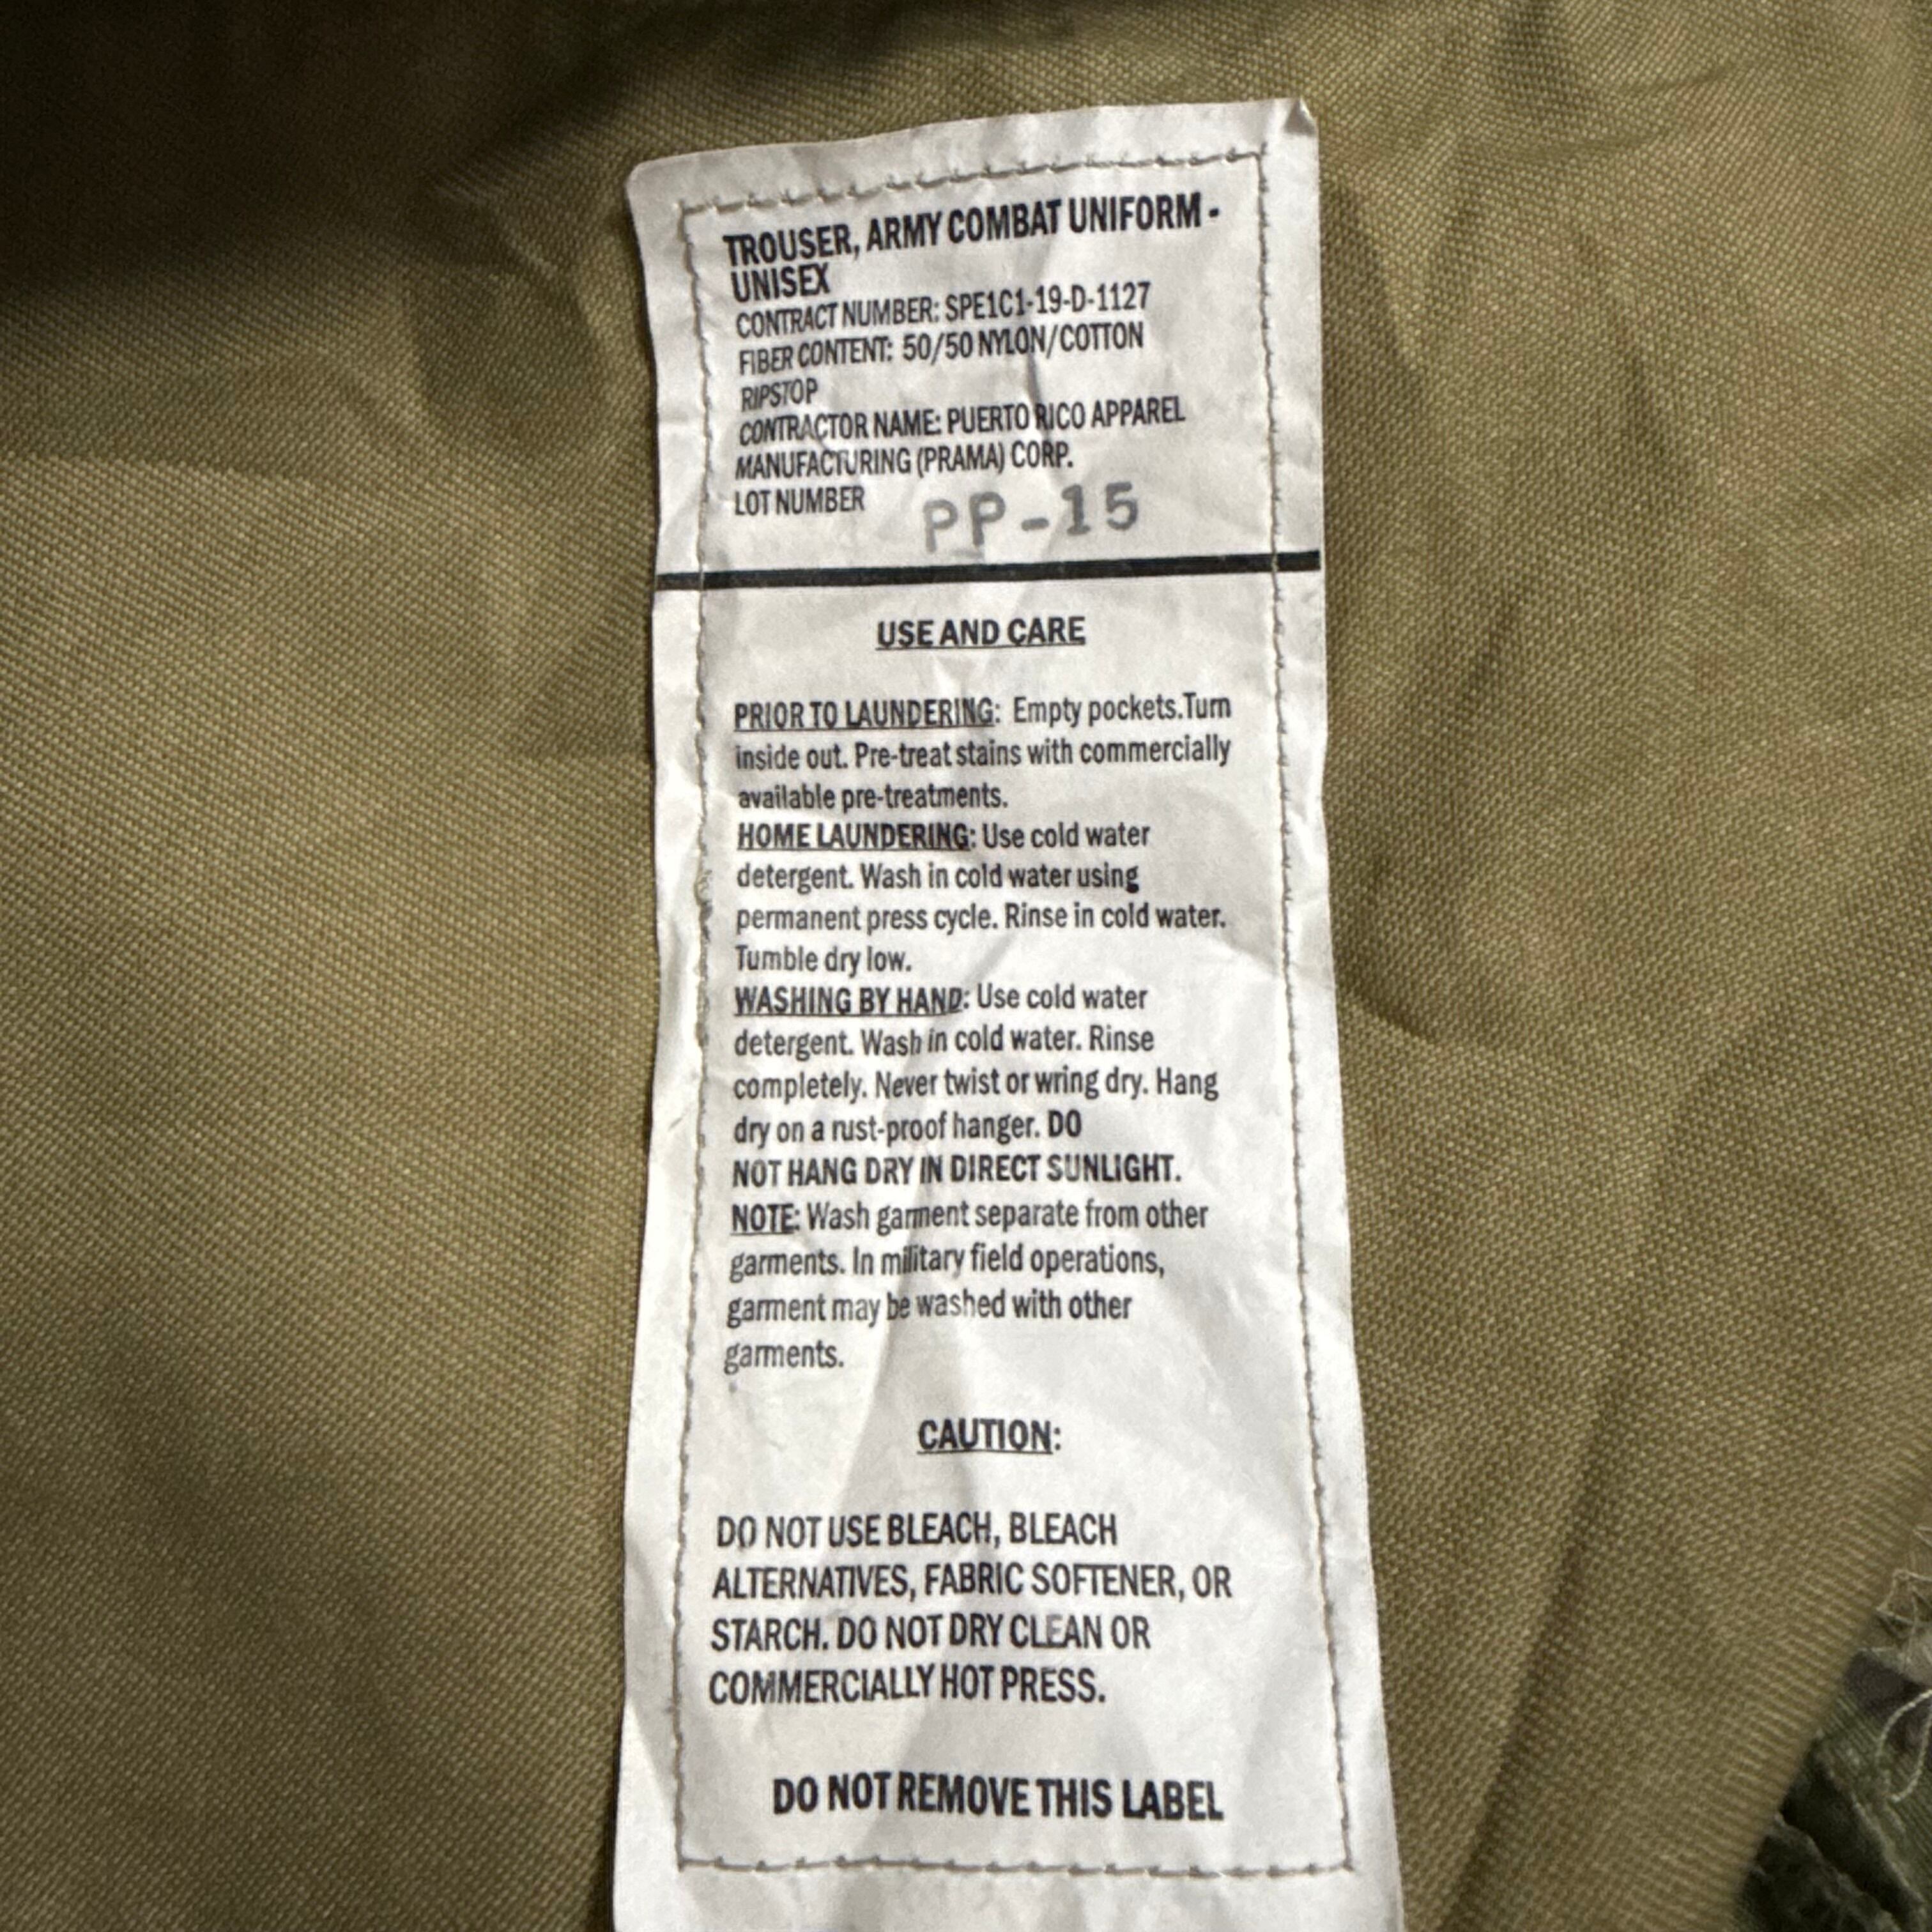 TROUSER, ARMY COMBAT UNIFORM -
UNISEX
CONTRACT NUMBER: SPE1C1-19-D-1127
FIBER CONTENT: 50/50 NYLON/COTTON
RIPSTOP
CONTRACTOR NAME: PUERTO RICO APPAREL
MANUFACTURING (PRAMA) CORP.
LOT NUMBER PP-15
USE AND CARE
PRIOR TO LAUNDERING: Empty pockets.Turn
inside out. Pre-treat stains with commercially
available pre-treatments.
HOME LAUNDERING: Use cold water
detergent. Wash in cold water using
permanent press cycle. Rinse in cold water.
Tumble dry low.
WASHING BY HAND: Use cold water
detergent. Wash in cold water. Rinse
completely. Never twist or wring dry. Hang
dry on a rust-proof hanger. DO
NOT HANG DRY IN DIRECT SUNLIGHT.
NOTE: Wash garment separate from other
garments. In military field operations,
garment may be washed with other
garments.
CAUTION:
DO NOT USE BLEACH, BLEACH
ALTERNATIVES, FABRIC SOFTENER, OR
STARCH. DO NOT DRY CLEAN OR
COMMERCIALLY HOT PRESS.
DO NOT REMOVE THIS LABEL